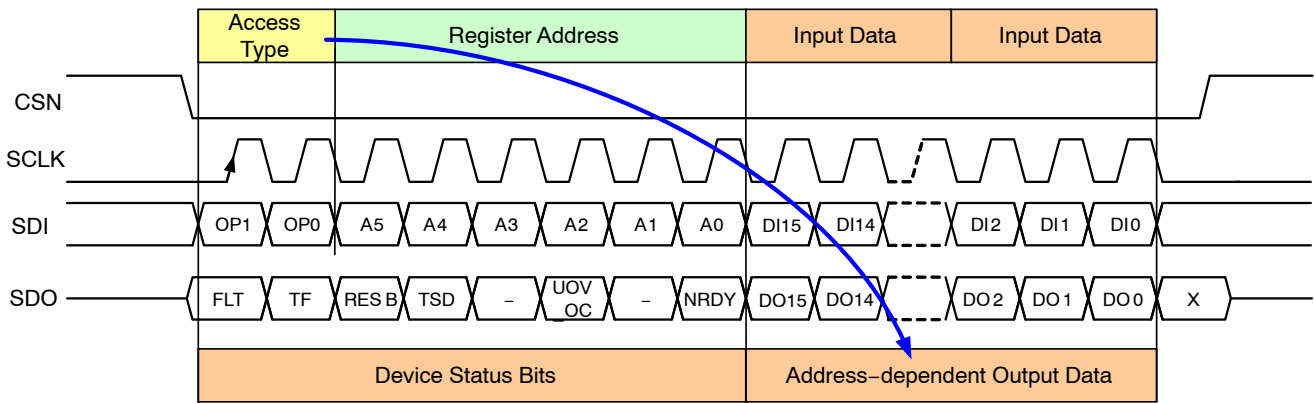 Access
Type
Register Address
Input Data
Input Data
CSN
SCLK
SDI
OP1 OP0 A5 A4 A3 A2 A1 A0 DI15 DI14 DI2 DI1 DI0
SDO
FLT TF RES B TSD – UOV
_OC – NRDY DO15 DO14 DO 2 DO 1 DO 0 X
Device Status Bits
Address–dependent Output Data